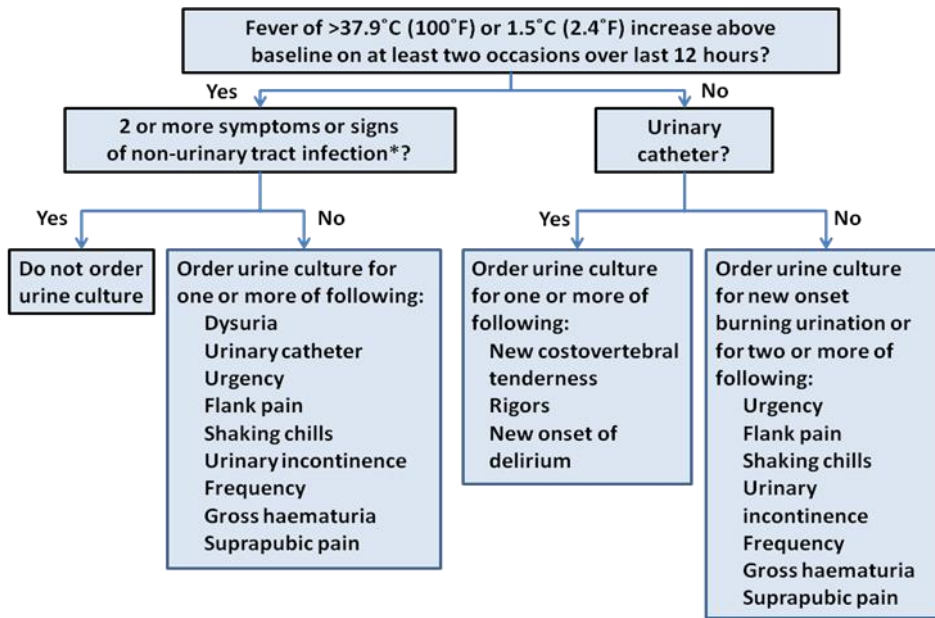 Fever of >37.9˚C (100˚F) or 1.5˚C (2.4˚F) increase above
baseline on at least two occasions over last 12 hours?
Yes
No
2 or more symptoms or signs
of non-urinary tract infection*?
Urinary
catheter?
Yes
No
Yes
No
Do not order
urine culture
Order urine culture for
one or more of following:
Dysuria
Urinary catheter
Urgency
Flank pain
Shaking chills
Urinary incontinence
Frequency
Gross haematuria
Suprapubic pain
Order urine culture
for one or more of
following:
New costovertebral
tenderness
Rigors
New onset of
delirium
Order urine culture
for new onset
burning urination or
for two or more of
following:
Urgency
Flank pain
Shaking chills
Urinary
incontinence
Frequency
Gross haematuria
Suprapubic pain